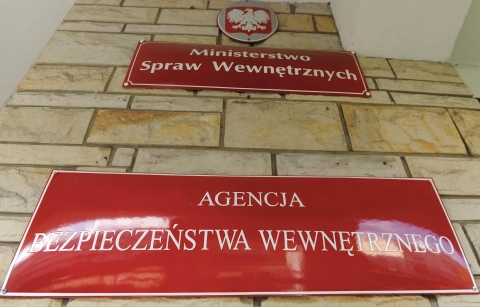 Ministerstwo
Spraw Wewnętrznych
AGENCJA
BEZPIECZEŃSTWA WEWNĘTRZNEGO